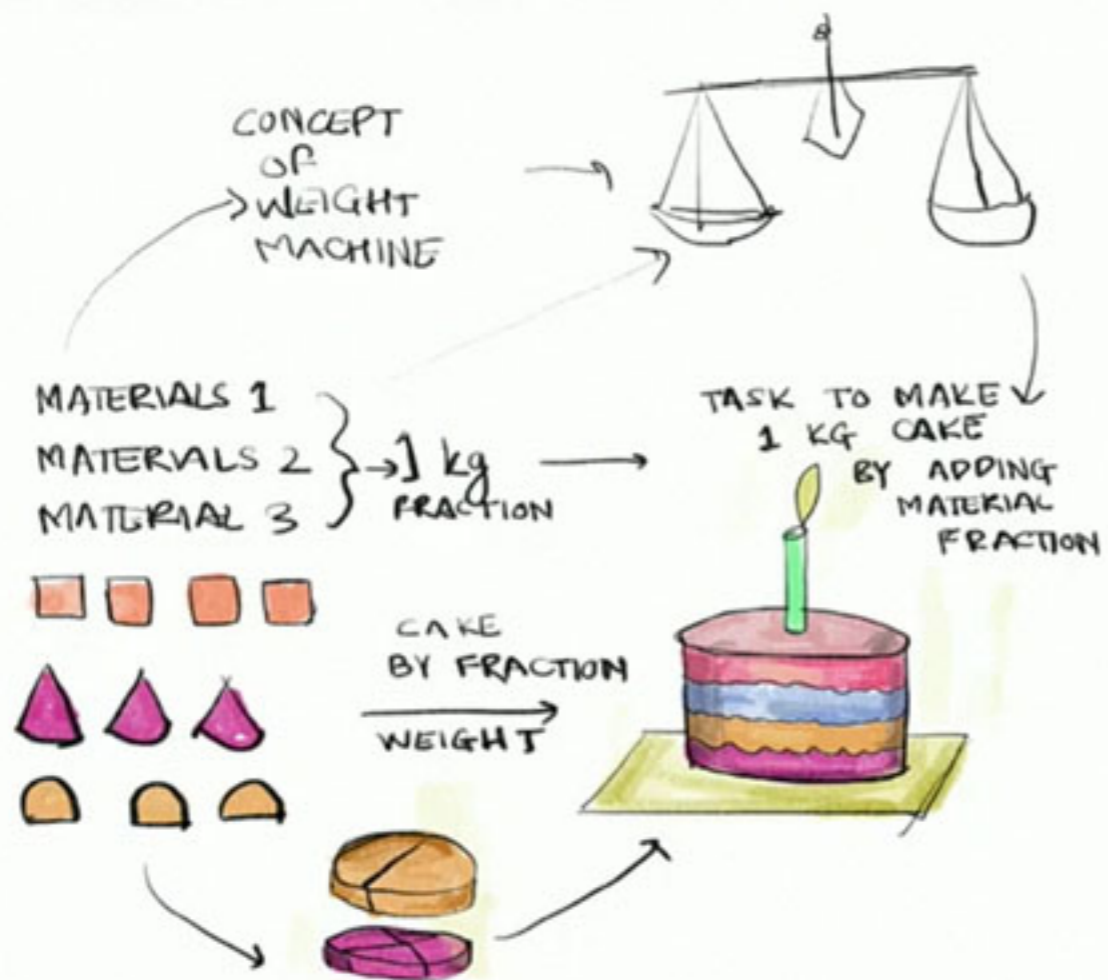 CONCEPT
OF
WEIGHT
MACHINE
MATERIALS 1
MATERIALS 2
MATERIAL 3
1 kg
FRACTION
TASK TO MAKE
1 KG CAKE
BY ADDING
MATERIAL
FRACTION
CAKE
BY FRACTION
WEIGHT